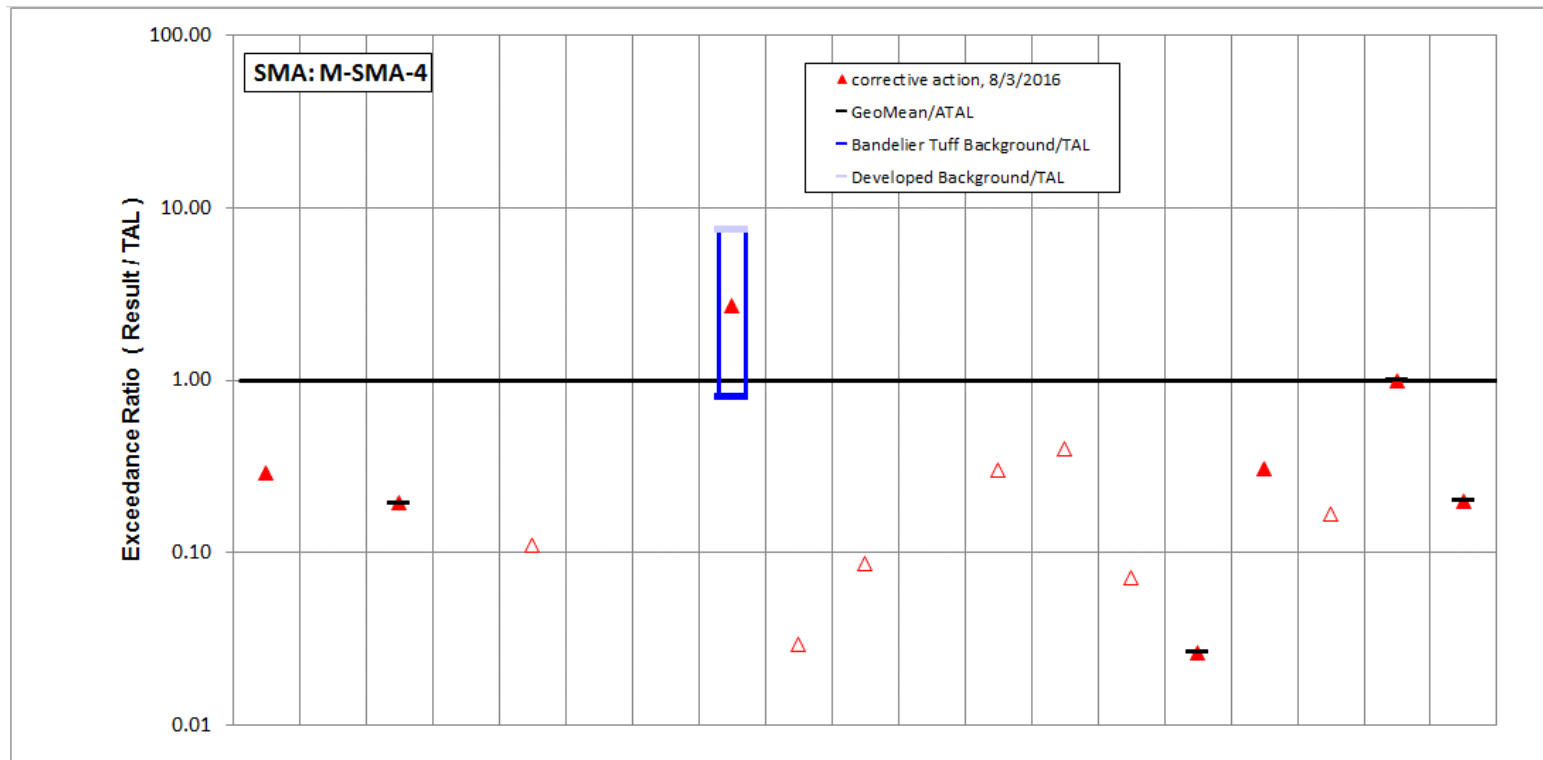 100.00
SMA: M-SMA-4
corrective action, 8/3/2016
GeoMean/ATAL
Bandelier Tuff Background/TAL
Developed Background/TAL
10.00
Exceedance Ratio ( Result / TAL )
1.00
0.10
0.01